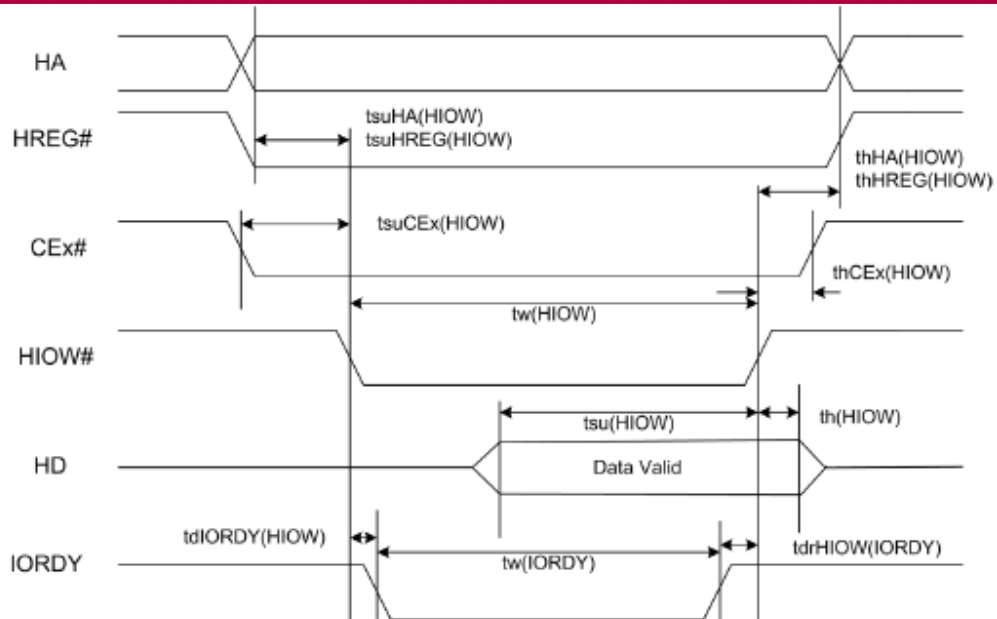 HA
tsuHA(HIOW)
HREG#
tsuHREG(HIOW)
thHA(HIOW)
thHREG(HIOW)
tsuCEx(HIOW)
CEx#
thCEx(HIOW)
tw(HIOW)
HIOW#
tsu(HIOW)
th(HIOW)
HD
Data Valid
tdIORDY(HIOW)
tw(IORDY)
tdrHIOW(IORDY)
IORDY